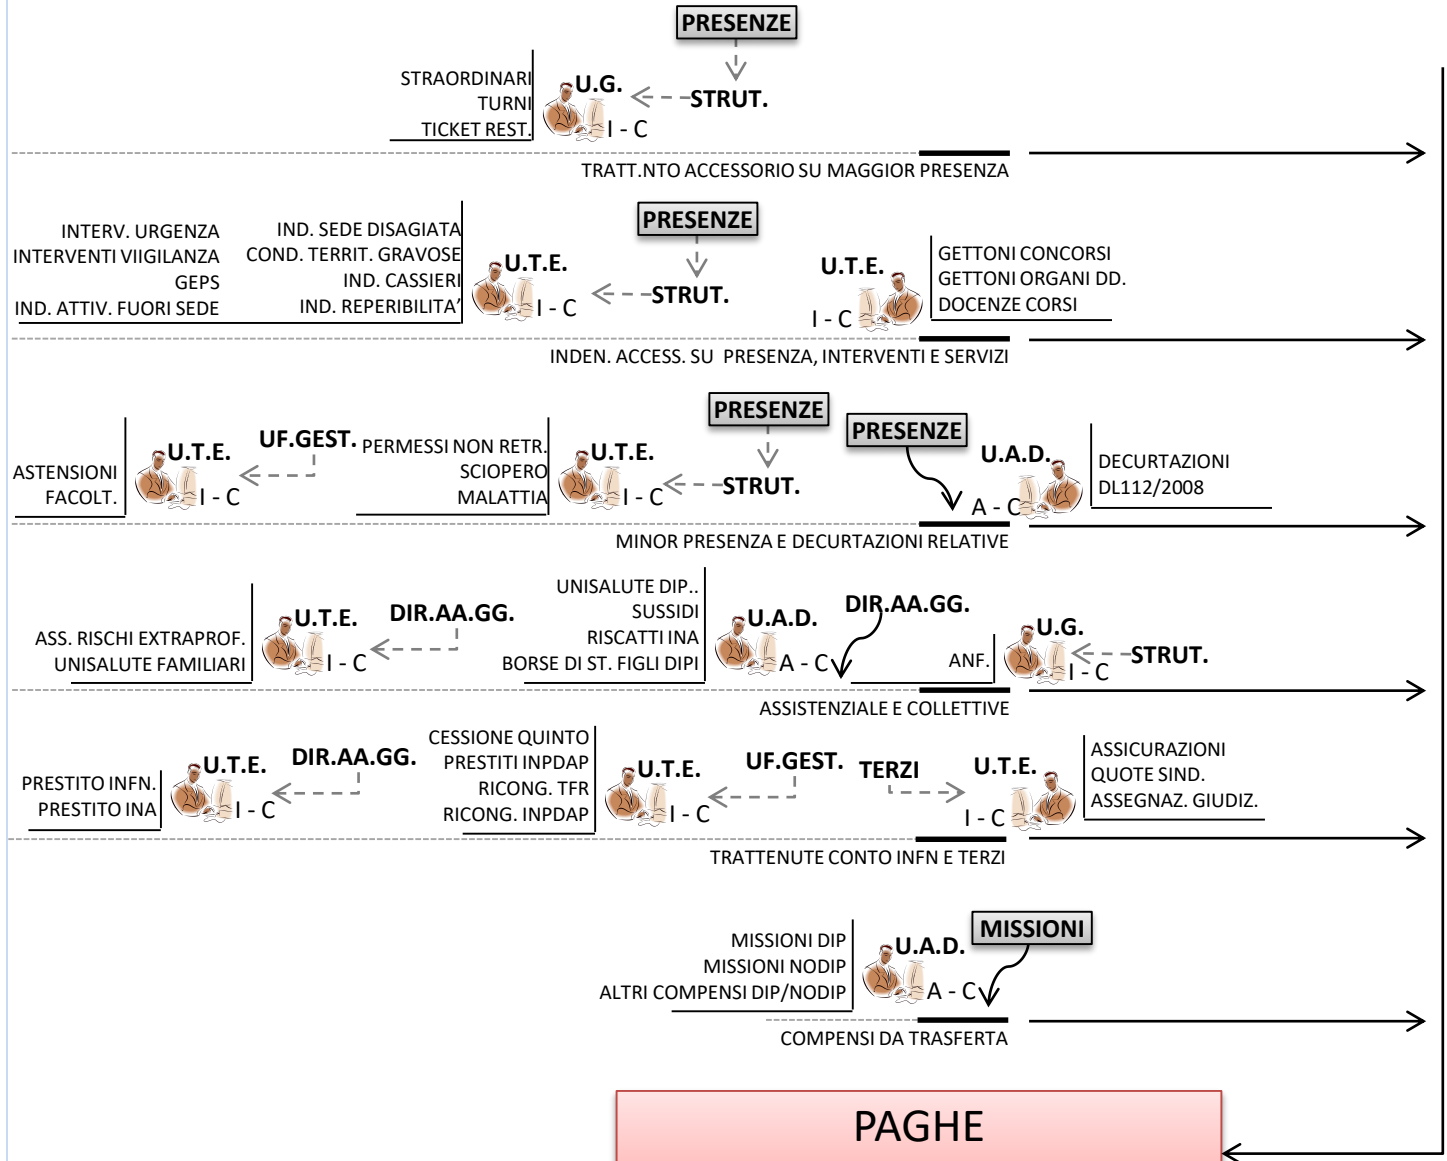 PRESENZE
STRAORDINARI
TURNI
TICKET REST.
U.G.
I - C
STRUT.
TRATT.NTO ACCESSORIO SU MAGGIOR PRESENZA
INTERV. URGENZA
INTERVENTI VIIGILANZA
GEPS
IND. ATTIV. FUORI SEDE
IND. SEDE DISAGIATA
COND. TERRIT. GRAVOSE
IND. CASSIERI
IND. REPERIBILITA’
U.T.E.
I - C
PRESENZE
STRUT.
U.T.E.
I - C
GETTONI CONCORSI
GETTONI ORGANI DD.
DOCENZE CORSI
INDEN. ACCESS. SU  PRESENZA, INTERVENTI E SERVIZI
ASTENSIONI
FACOLT.
U.T.E.
I - C
UF.GEST.
PERMESSI NON RETR.
SCIOPERO
MALATTIA
U.T.E.
I - C
PRESENZE
STRUT.
PRESENZE
U.A.D.
A - C
DECURTAZIONI
DL112/2008
MINOR PRESENZA E DECURTAZIONI RELATIVE
ASS. RISCHI EXTRAPROF.
UNISALUTE FAMILIARI
U.T.E.
I - C
DIR.AA.GG.
UNISALUTE DIP..
SUSSIDI
RISCATTI INA
BORSE DI ST. FIGLI DIPI
U.A.D.
A - C
DIR.AA.GG.
ANF.
U.G.
I - C
STRUT.
ASSISTENZIALE E COLLETTIVE
PRESTITO INFN.
PRESTITO INA
U.T.E.
I - C
DIR.AA.GG.
CESSIONE QUINTO
PRESTITI INPDAP
RICONG. TFR
RICONG. INPDAP
U.T.E.
I - C
UF.GEST.
TERZI
U.T.E.
I - C
ASSICURAZIONI
QUOTE SIND.
ASSEGNAZ. GIUDIZ.
TRATTENUTE CONTO INFN E TERZI
MISSIONI DIP
MISSIONI NODIP
ALTRI COMPENSI DIP/NODIP
U.A.D.
A - C
MISSIONI
COMPENSI DA TRASFERTA
PAGHE